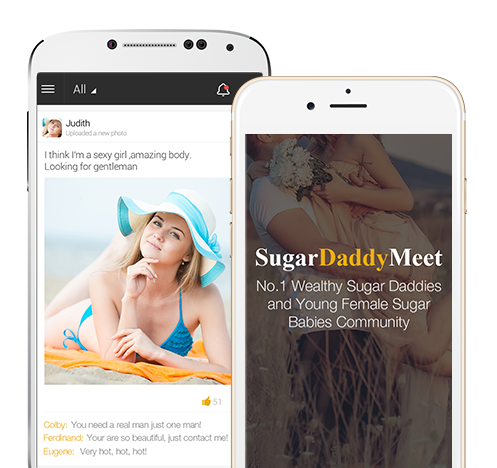 All
Judith
Uploaded a new photo
I think I'm a sexy girl ,amazing body.
Looking for gentleman
51
Colby: You need a real man just one man!
Ferdinand: Your are so beautiful, just contact me!
Eugene: Very hot, hot, hot!
SugarDaddyMeet
No.1 Wealthy Sugar Daddies
and Young Female Sugar
Babies Community